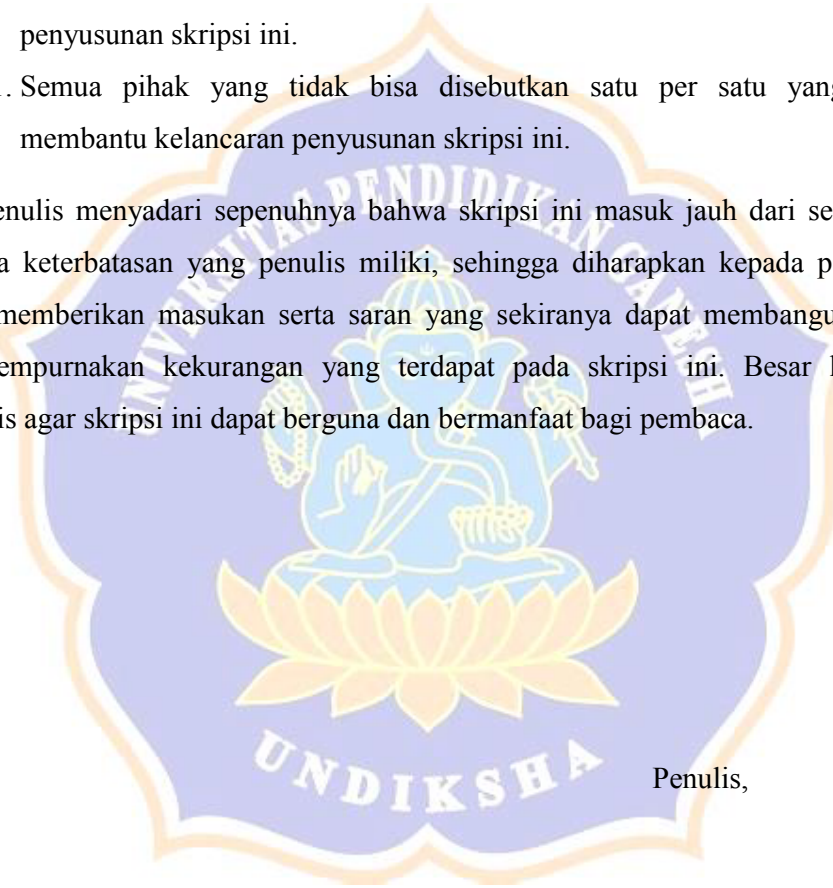 penyusunan skripsi ini.
. Semua pihak yang tidak bisa disebutkan satu per satu yang
membantu kelancaran penyusunan skripsi ini.
enulis menyadari sepenuhnya bahwa skripsi ini masuk jauh dari se
a keterbatasan yang penulis miliki, sehingga diharapkan kepada p
memberikan masukan serta saran yang sekiranya dapat membangu
empurnakan kekurangan yang terdapat pada skripsi ini. Besar
is agar skripsi ini dapat berguna dan bermanfaat bagi pembaca.
UNIVERSITAS PENDIDIKAN GANESHA
UNDIKSHA
Penulis,